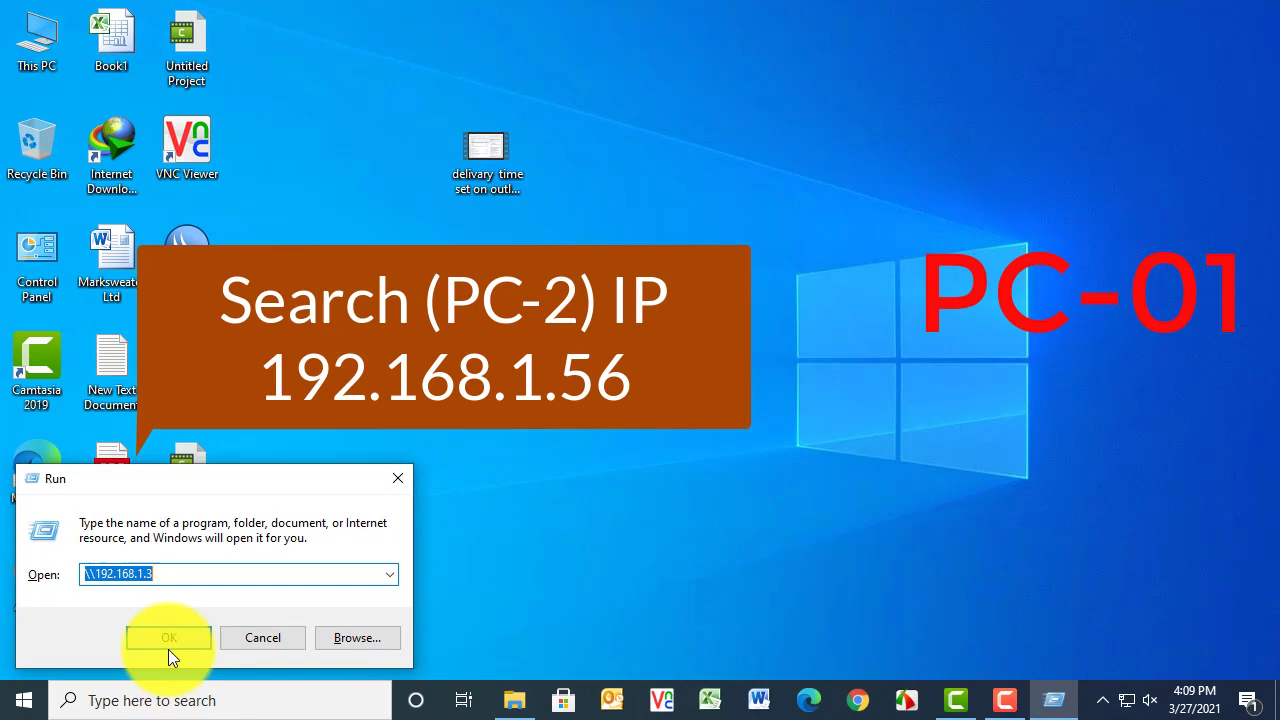 This PC
Book1
Untitled
Project
Recycle Bin
Internet
Downlo...
VNC Viewer
delivary time
set on outl...
Control
Panel
Marksweat
Ltd
Search (PC-2) IP
192.168.1.56
PC-01
Camtasia
2019
New Text
Document
Run
Type the name of a program, folder, document, or Internet
resource, and Windows will open it for you.
Open:
\\192.168.1.3
OK
Cancel
Browse...
Type here to search
4:09 PM
3/27/2021
1